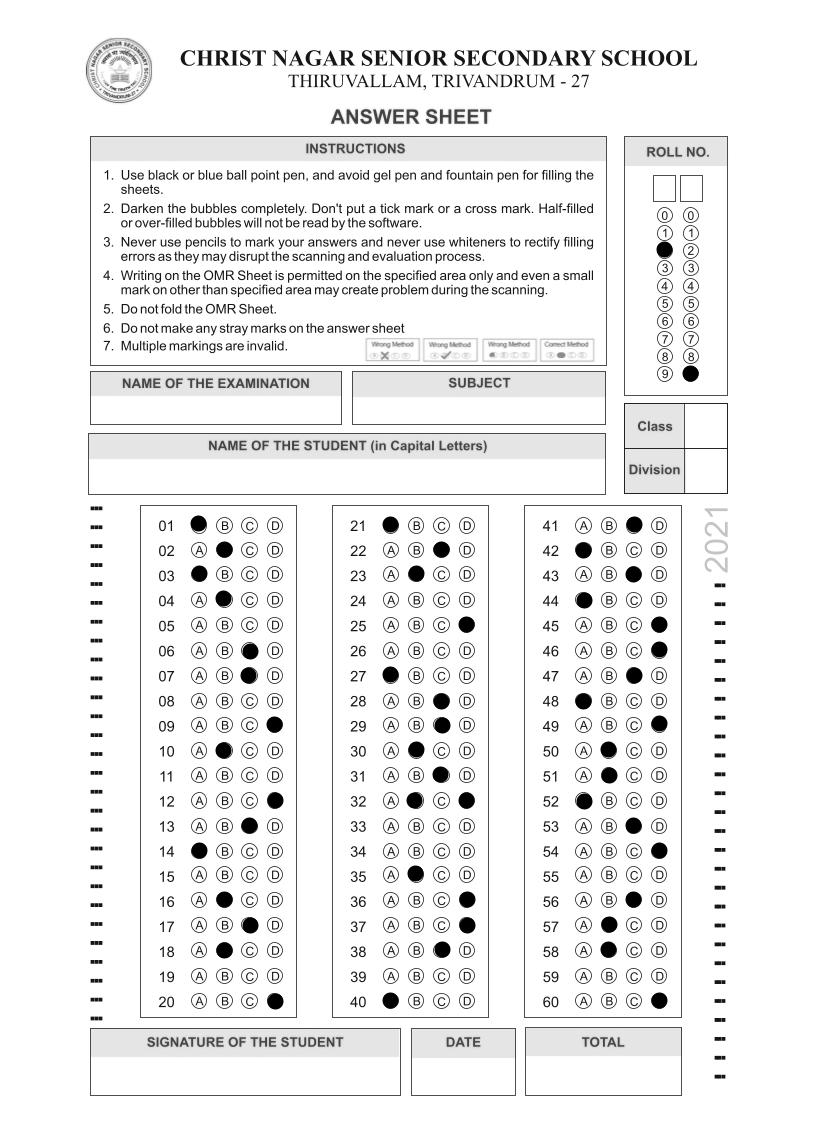 CHRIST NAGAR SENIOR SECONDARY SCHOOL
THIRUVALLAM, TRIVANDRUM - 27
ANSWER SHEET
INSTRUCTIONS
1. Use black or blue ball point pen, and avoid gel pen and fountain pen for filling the
sheets.
2. Darken the bubbles completely. Don't put a tick mark or a cross mark. Half-filled
or over-filled bubbles will not be read by the software.
3. Never use pencils to mark your answers and never use whiteners to rectify filling
errors as they may disrupt the scanning and evaluation process.
4. Writing on the OMR Sheet is permitted on the specified area only and even a small
mark on other than specified area may create problem during the scanning.
5. Do not fold the OMR Sheet.
6. Do not make any stray marks on the answer sheet
7. Multiple markings are invalid.
Wrong Method Wrong Method Wrong Method Correct Method
ROLL NO.
0 0
1 1
2
3 3
4 4
5 5
6 6
7 7
8 8
9
NAME OF THE EXAMINATION
SUBJECT
NAME OF THE STUDENT (in Capital Letters)
Class
Division
01 B C D
02 A C D
03 B C D
04 A C D
05 A B C D
06 A B D
07 A B D
08 A B C D
09 A B C
10 A C D
11 A B C D
12 A B C
13 A B D
14 B C D
15 A B C D
16 A C D
17 A B D
18 A C D
19 A B C D
20 A B C
21 B C D
22 A B D
23 A C D
24 A B C D
25 A B C
26 A B C D
27 B C D
28 A B D
29 A B D
30 A C D
31 A B D
32 A C
33 A B C D
34 A B C D
35 A C D
36 A B C
37 A B C
38 A B D
39 A B C D
40 B C D
41 A B D
42 B C D
43 A B D
44 B C D
45 A B C
46 A B C
47 A B D
48 B C D
49 A B C
50 A C D
51 A C D
52 B C D
53 A B D
54 A B C
55 A B C D
56 A B D
57 A C D
58 A C D
59 A B C D
60 A B C
2021
SIGNATURE OF THE STUDENT
DATE
TOTAL